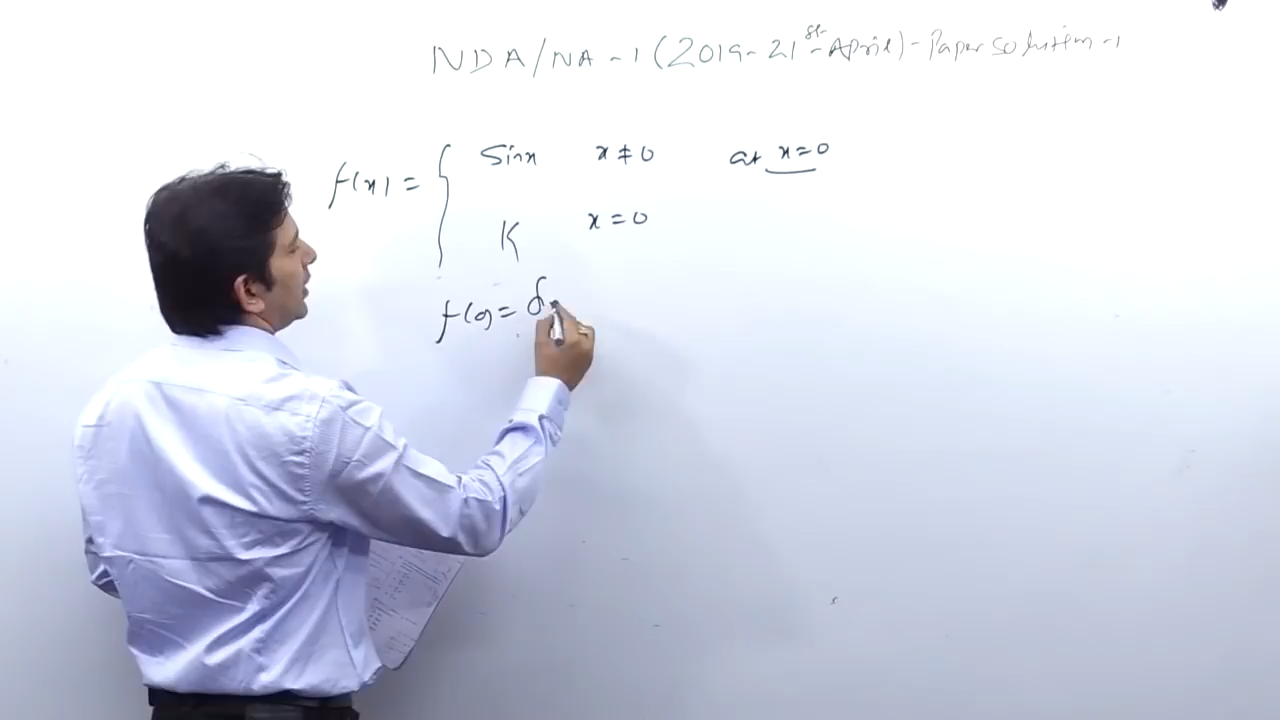 NDA/NA-1 (2019-21st-April)-Paper solution-1
f(x) = { sinx x ≠ 0 at x=0
K x = 0
f(0) =